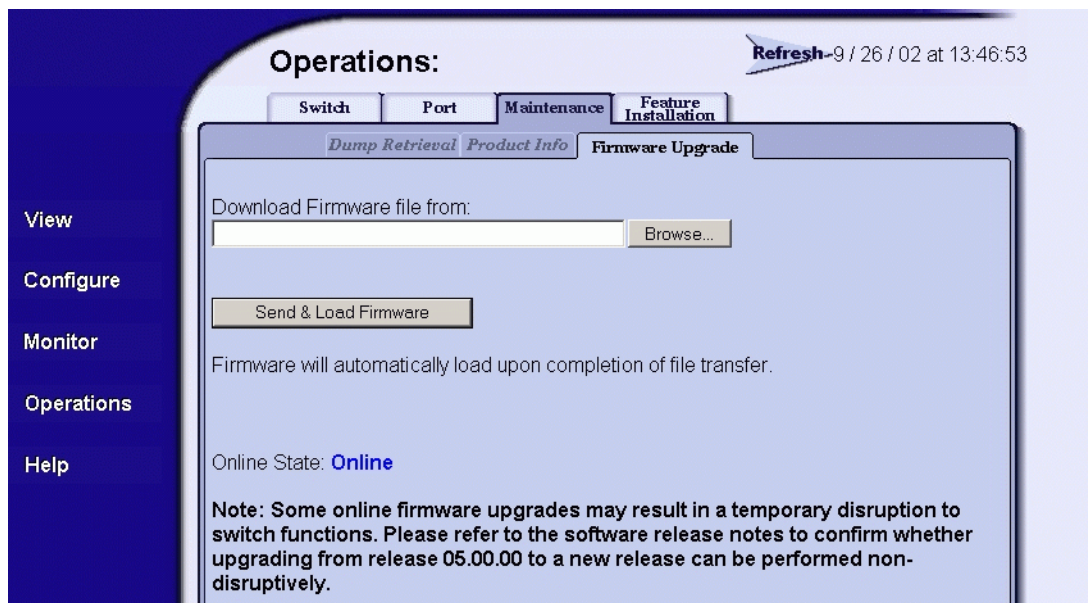 Operations:
Refresh-9 / 26 / 02 at 13:46:53
Switch Port Maintenance Feature Installation
Dump Retrieval Product Info Firmware Upgrade
View
Configure
Monitor
Operations
Help
Download Firmware file from:
Browse...
Send & Load Firmware
Firmware will automatically load upon completion of file transfer.
Online State: Online
Note: Some online firmware upgrades may result in a temporary disruption to
switch functions. Please refer to the software release notes to confirm whether
upgrading from release 05.00.00 to a new release can be performed non-
disruptively.